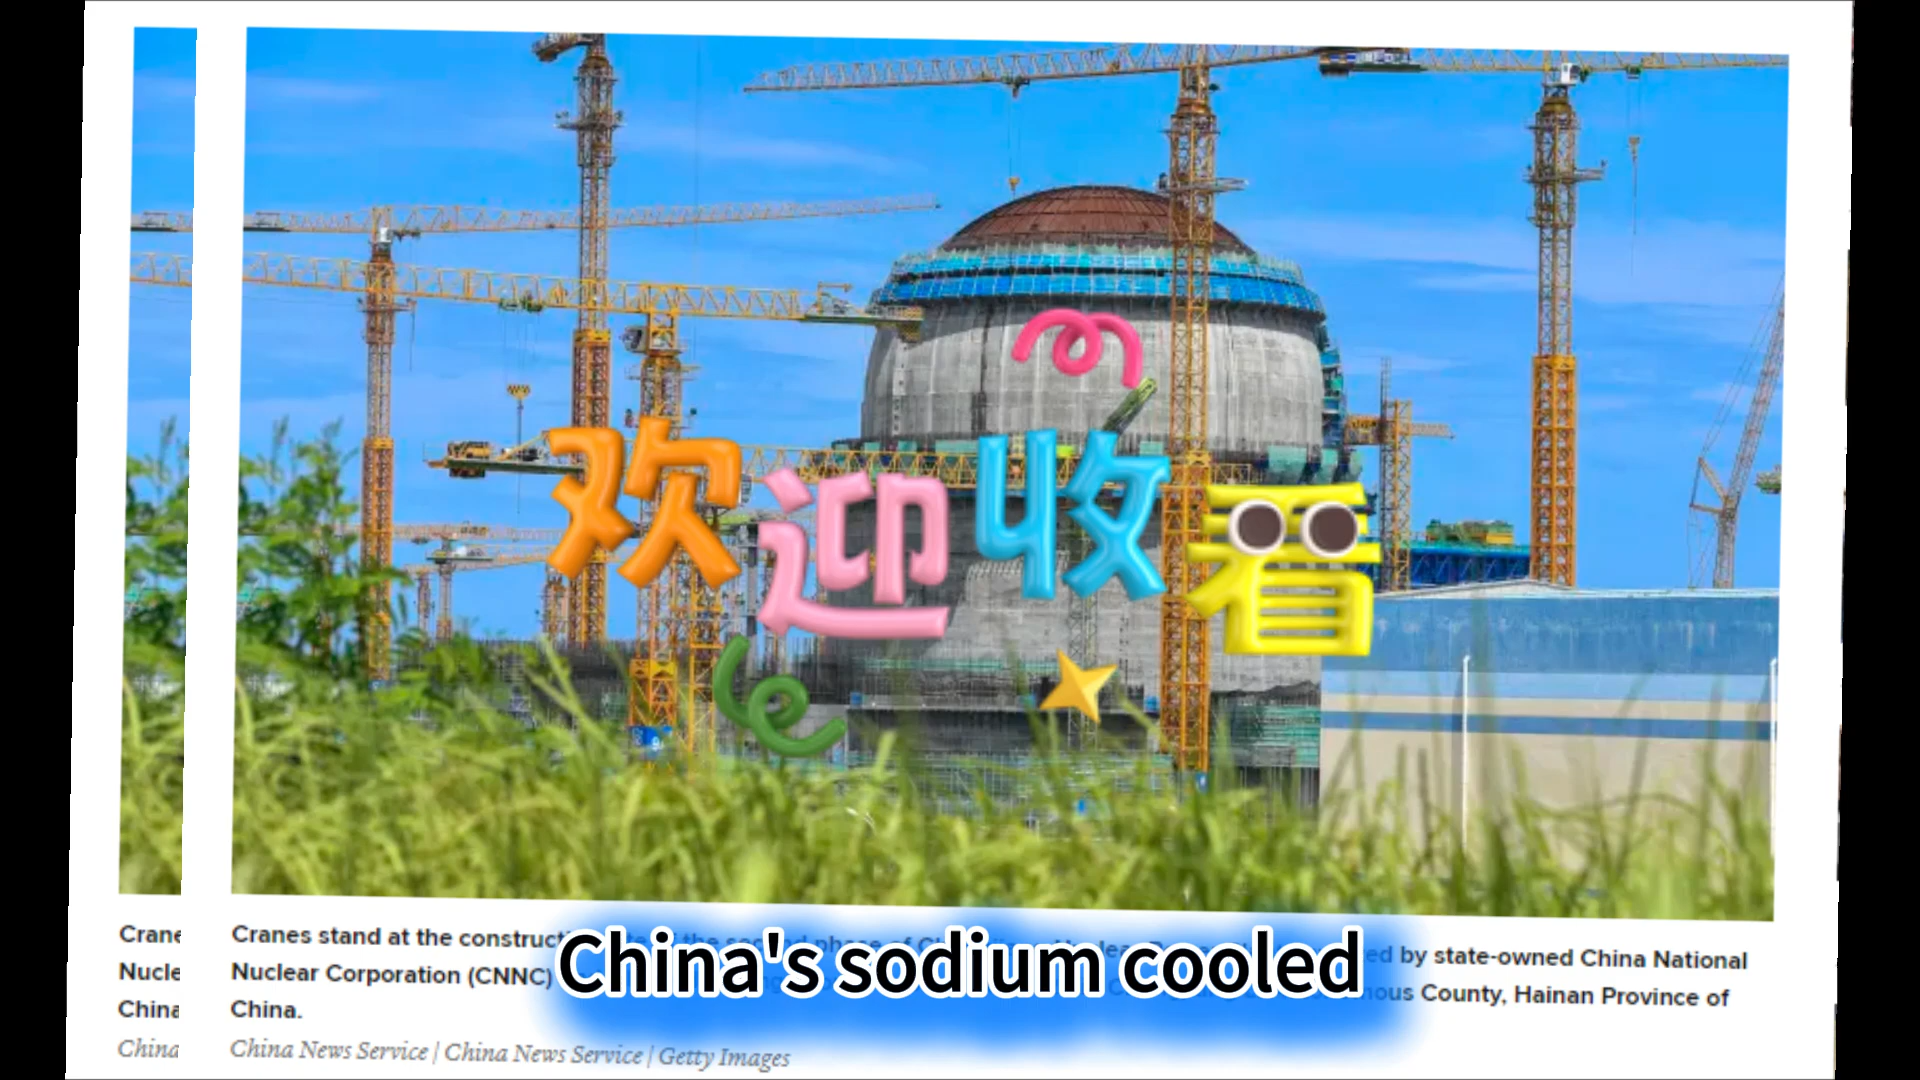 欢迎收看
Crane
Nucle
China
China
Cranes stand at the construct
Nuclear Corporation (CNNC)
China.
ed by state-owned China National
nous County, Hainan Province of
China News Service | China News Service | Getty Images
China's sodium cooled